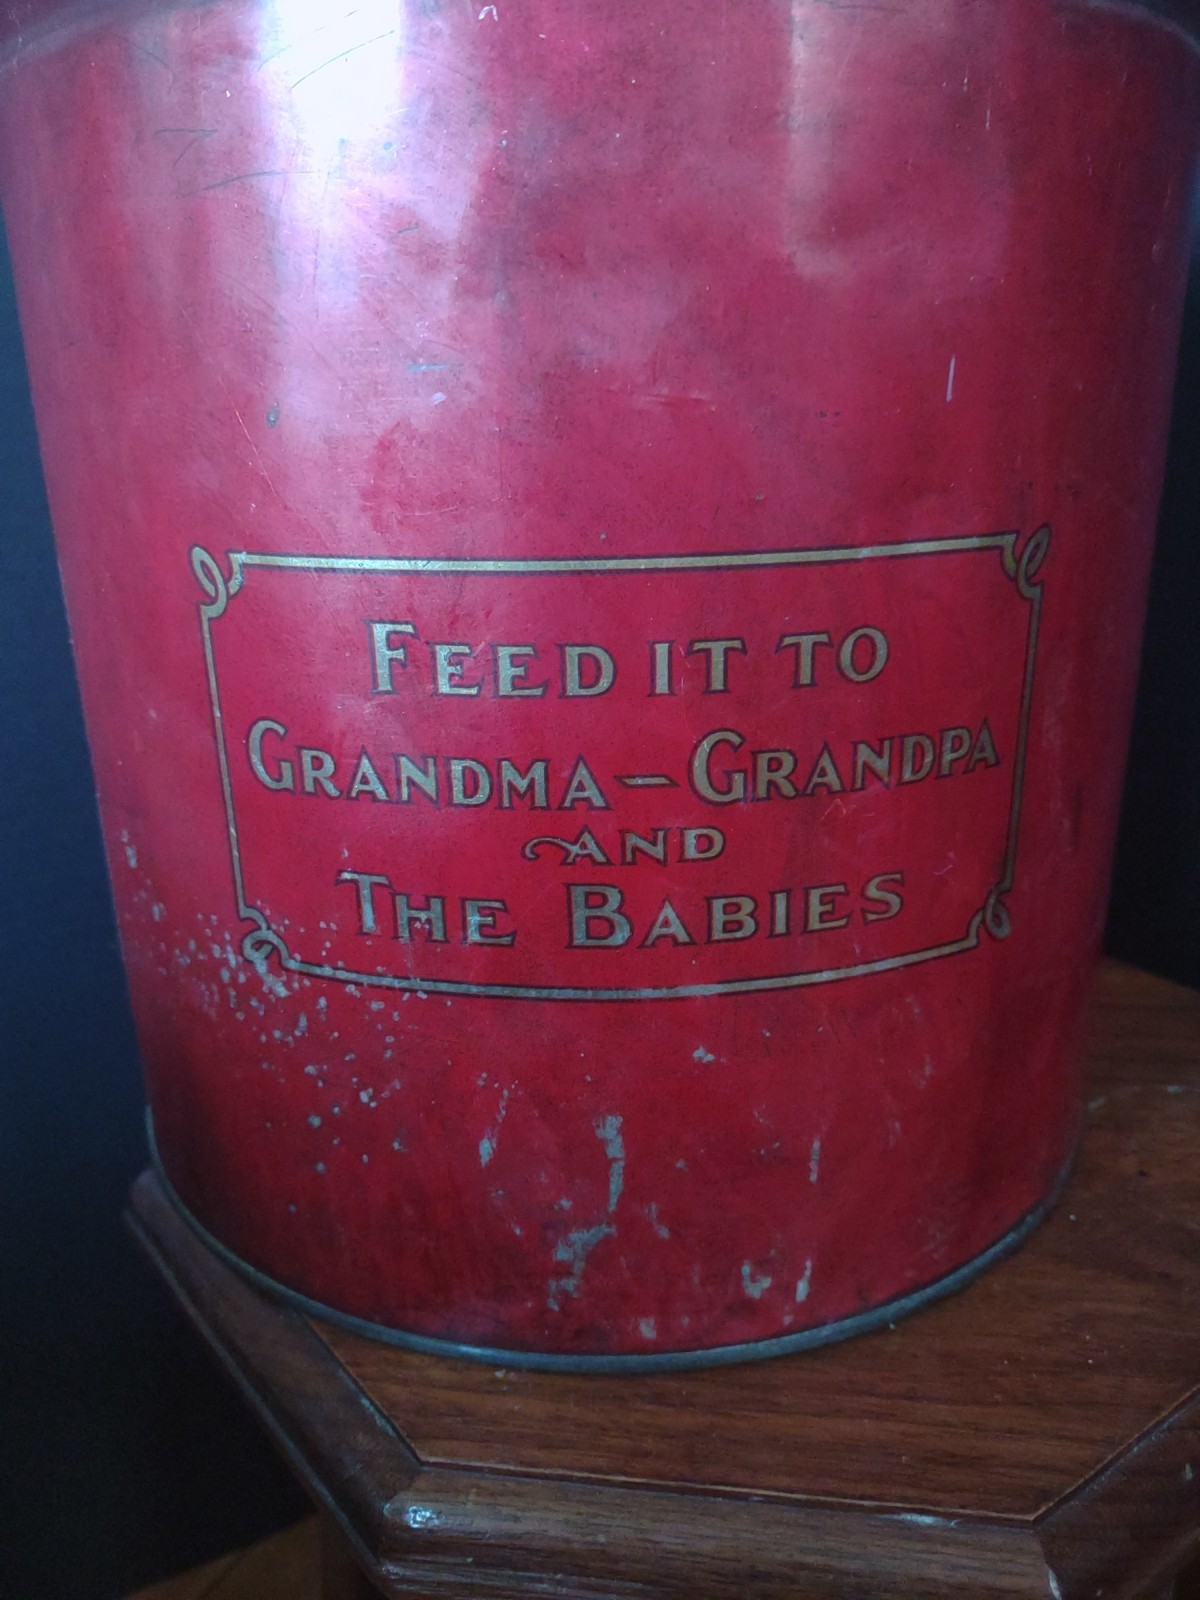 FEED IT TO
GRANDMA — GRANDPA
AND
THE BABIES